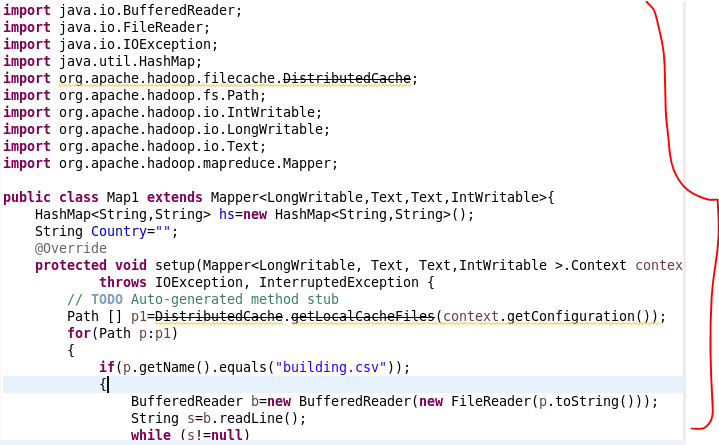 import java.io.BufferedReader;
import java.io.FileReader;
import java.io.IOException;
import java.util.HashMap;
import org.apache.hadoop.filecache.DistributedCache;
import org.apache.hadoop.fs.Path;
import org.apache.hadoop.io.IntWritable;
import org.apache.hadoop.io.LongWritable;
import org.apache.hadoop.io.Text;
import org.apache.hadoop.mapreduce.Mapper;

public class Map1 extends Mapper<LongWritable,Text,Text,IntWritable>{
    HashMap<String,String> hs=new HashMap<String,String>();
    String Country="";
    @Override
    protected void setup(Mapper<LongWritable, Text, Text,IntWritable >.Context contex
            throws IOException, InterruptedException {
        // TODO Auto-generated method stub
        Path [] p1=DistributedCache.getLocalCacheFiles(context.getConfiguration());
        for(Path p:p1)
        {
            if(p.getName().equals("building.csv"));
            {
                BufferedReader b=new BufferedReader(new FileReader(p.toString()));
                String s=b.readLine();
                while (s!=null)